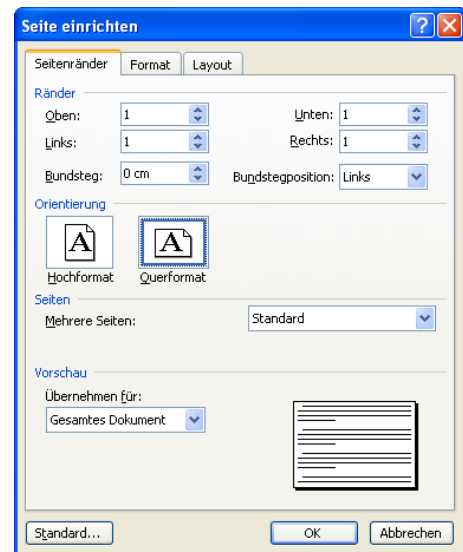 Seite einrichten
Seitenränder Format Layout
Ränder
Oben: 1 Unten: 1
Links: 1 Rechts: 1
Bundsteg: 0 cm Bundstegposition: Links
Orientierung
A A
Hochformat Querformat
Seiten
Mehrere Seiten: Standard
Vorschau
Übernehmen für:
Gesamtes Dokument
Standard... OK Abbrechen